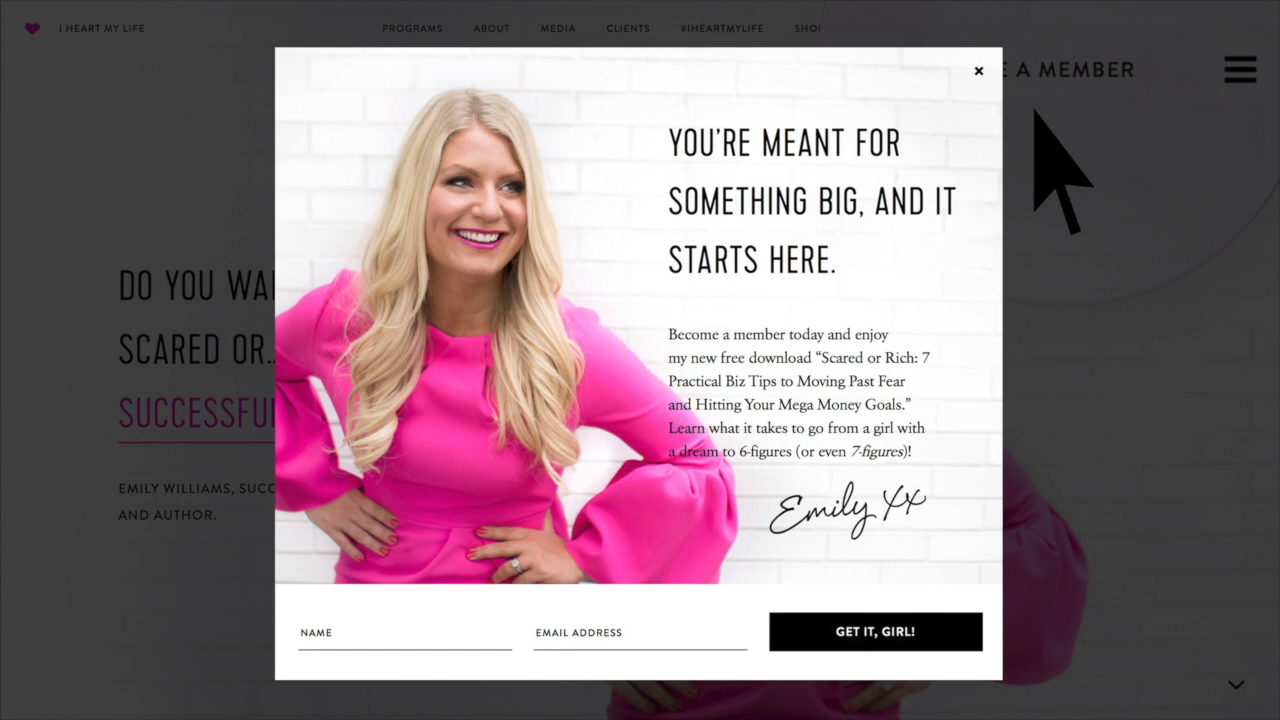 I HEART MY LIFE
PROGRAMS ABOUT MEDIA CLIENTS #IHEARTMYLIFE
A MEMBER
YOU'RE MEANT FOR
SOMETHING BIG, AND IT
STARTS HERE.
DO YOU
SCARED OR..
Become a member today and enjoy
my new free download “Scared or Rich: 7
Practical Biz Tips to Moving Past Fear
and Hitting Your Mega Money Goals.”
Learn what it takes to go from a girl with
a dream to 6-figures (or even 7-figures)!
Emily Xx
EMILY WILLIAMS,
AND AUTHOR.
NAME
EMAIL ADDRESS
GET IT, GIRL!